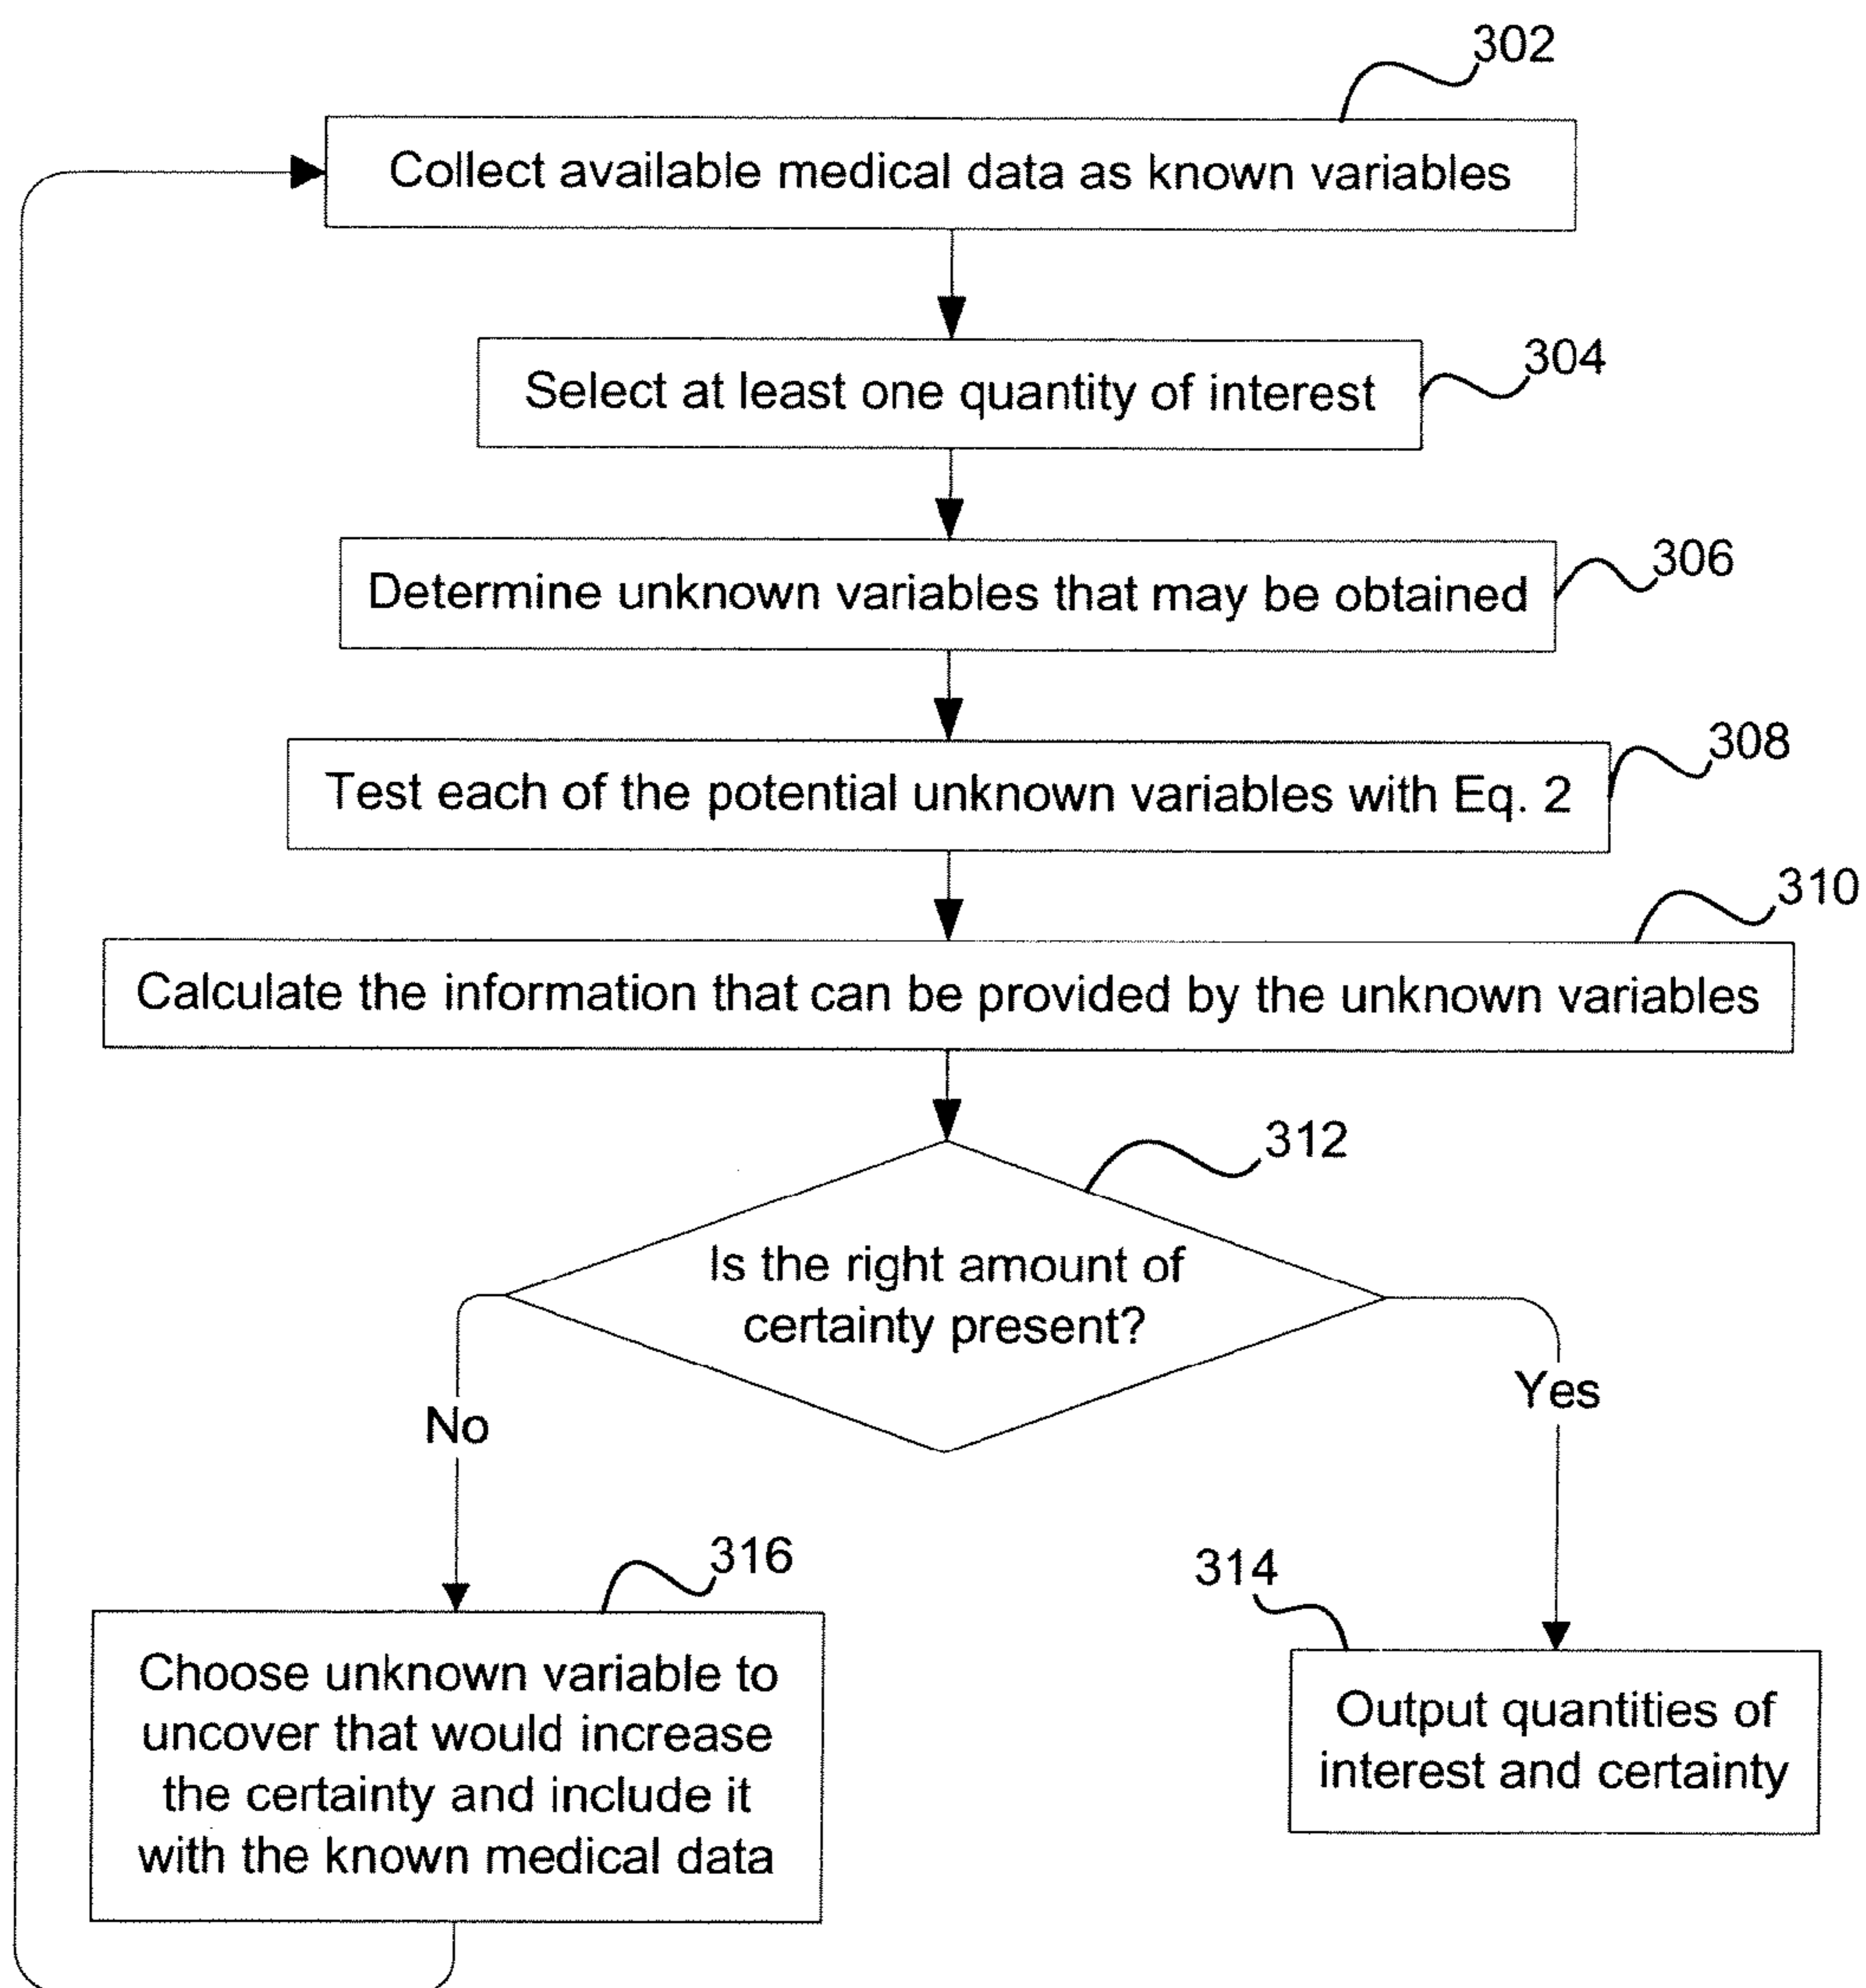 302
Collect available medical data as known variables
304
Select at least one quantity of interest
306
Determine unknown variables that may be obtained
308
Test each of the potential unknown variables with Eq. 2
310
Calculate the information that can be provided by the unknown variables
312
Is the right amount of
certainty present?
No
Yes
316
Choose unknown variable to
uncover that would increase
the certainty and include it
with the known medical data
314
Output quantities of
interest and certainty